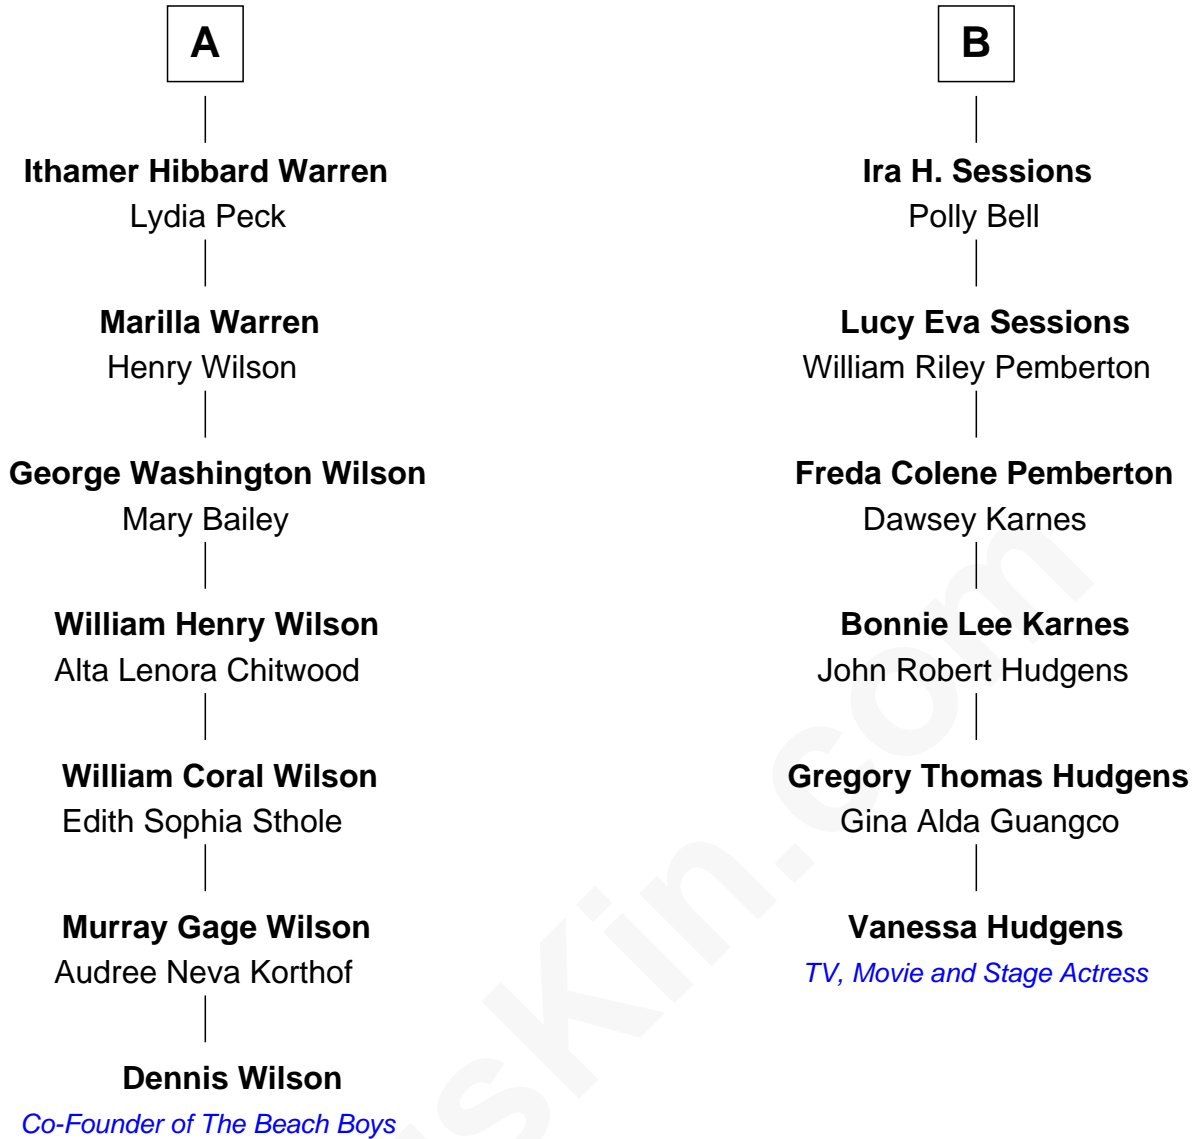 A
Ithamer Hibbard Warren
Lydia Peck
Marilla Warren
Henry Wilson
George Washington Wilson
Mary Bailey
William Henry Wilson
Alta Lenora Chitwood
William Coral Wilson
Edith Sophia Sthole
Murray Gage Wilson
Audree Neva Korthof
Dennis Wilson
Co-Founder of The Beach Boys
B
Ira H. Sessions
Polly Bell
Lucy Eva Sessions
William Riley Pemberton
Freda Colene Pemberton
Dawsey Karnes
Bonnie Lee Karnes
John Robert Hudgens
Gregory Thomas Hudgens
Gina Alda Guangco
Vanessa Hudgens
TV, Movie and Stage Actress